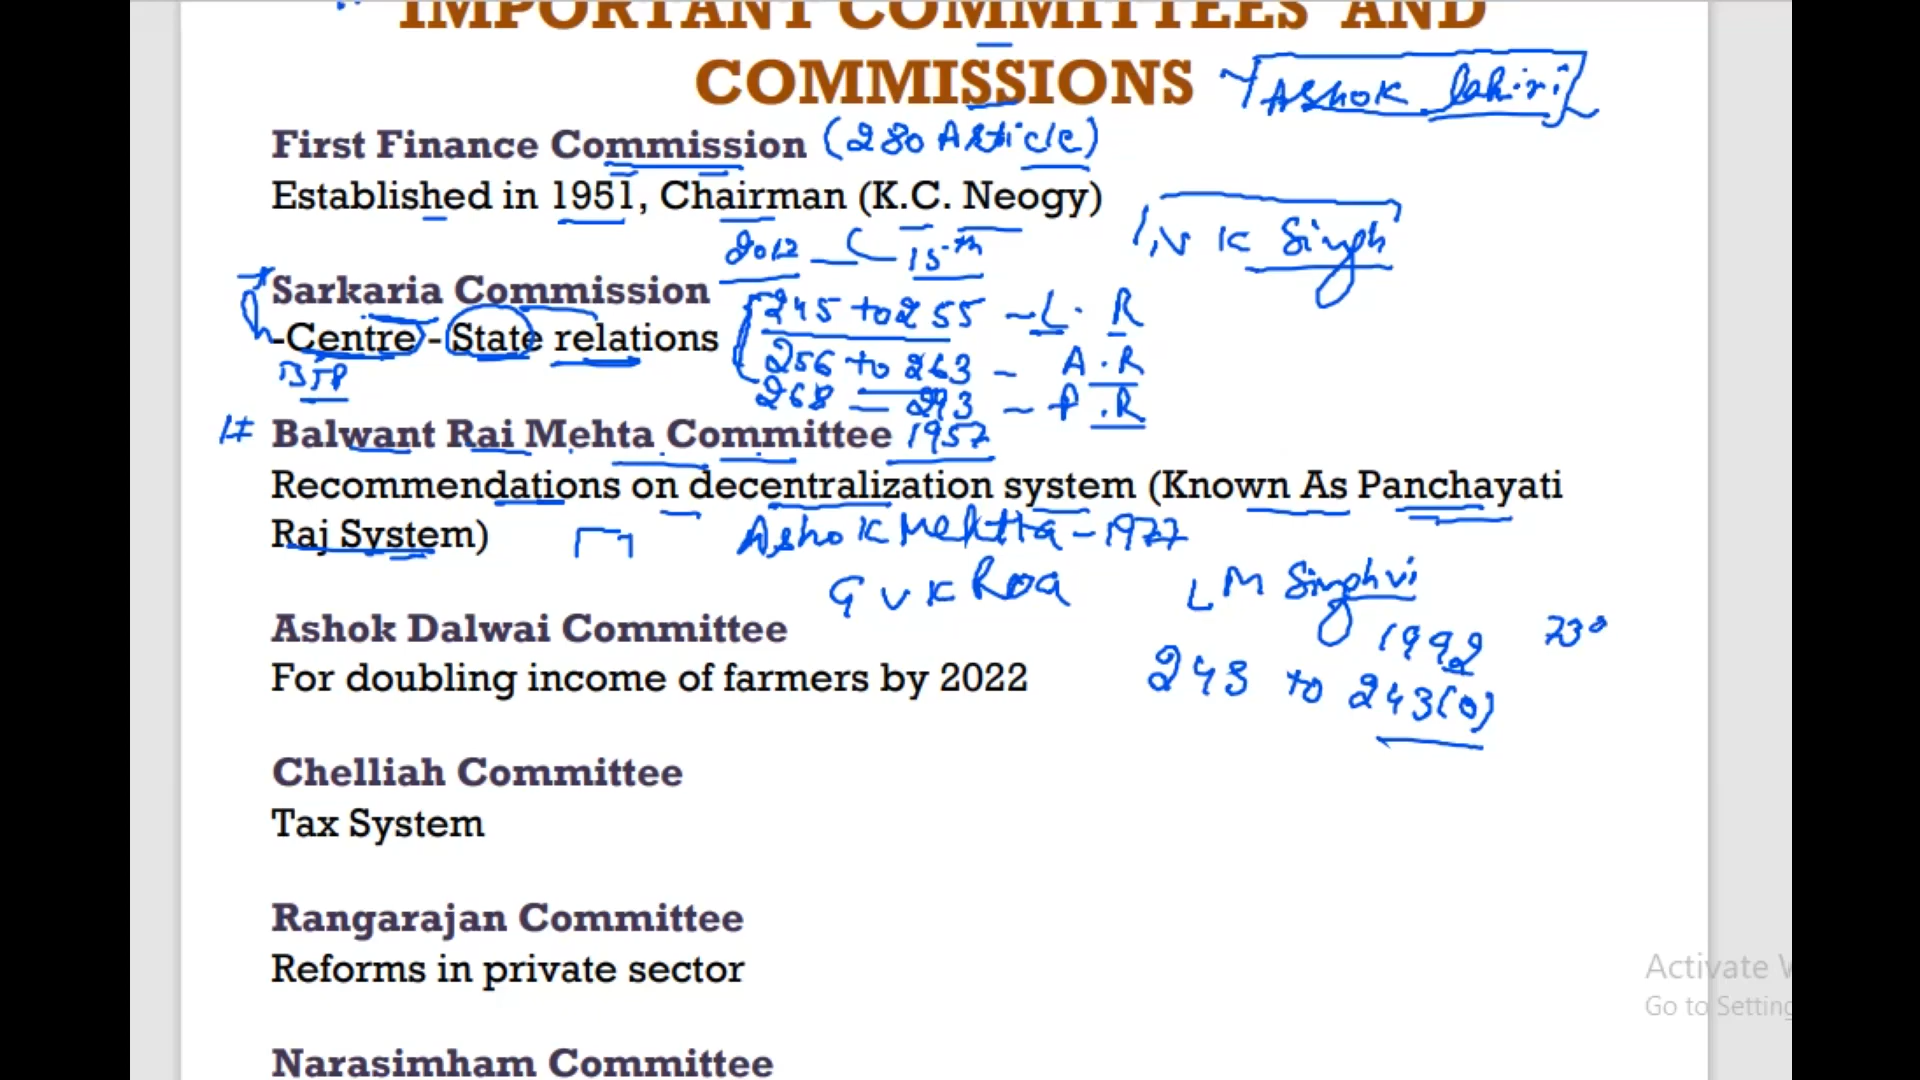 IMPORTANT COMMITTEES AND
COMMISSIONS
Ashok Lahiri
First Finance Commission (280 Article)
Established in 1951, Chairman (K.C. Neogy)
N K Singh
15th
Sarkaria Commission
245 to 255 - L. R
-Centre - State relations
256 to 263 - A.R
BJP
268 - 293 - F.R
Balwant Rai Mehta Committee 1957
Recommendations on decentralization system (Known As Panchayati
Raj System)
Ashok Mehtta - 1977
G V K Roa
L M Singhvi
Ashok Dalwai Committee
1992 73
For doubling income of farmers by 2022
243 to 243(0)
Chelliah Committee
Tax System
Rangarajan Committee
Reforms in private sector
Activate
Go to Setting
Narasimham Committee